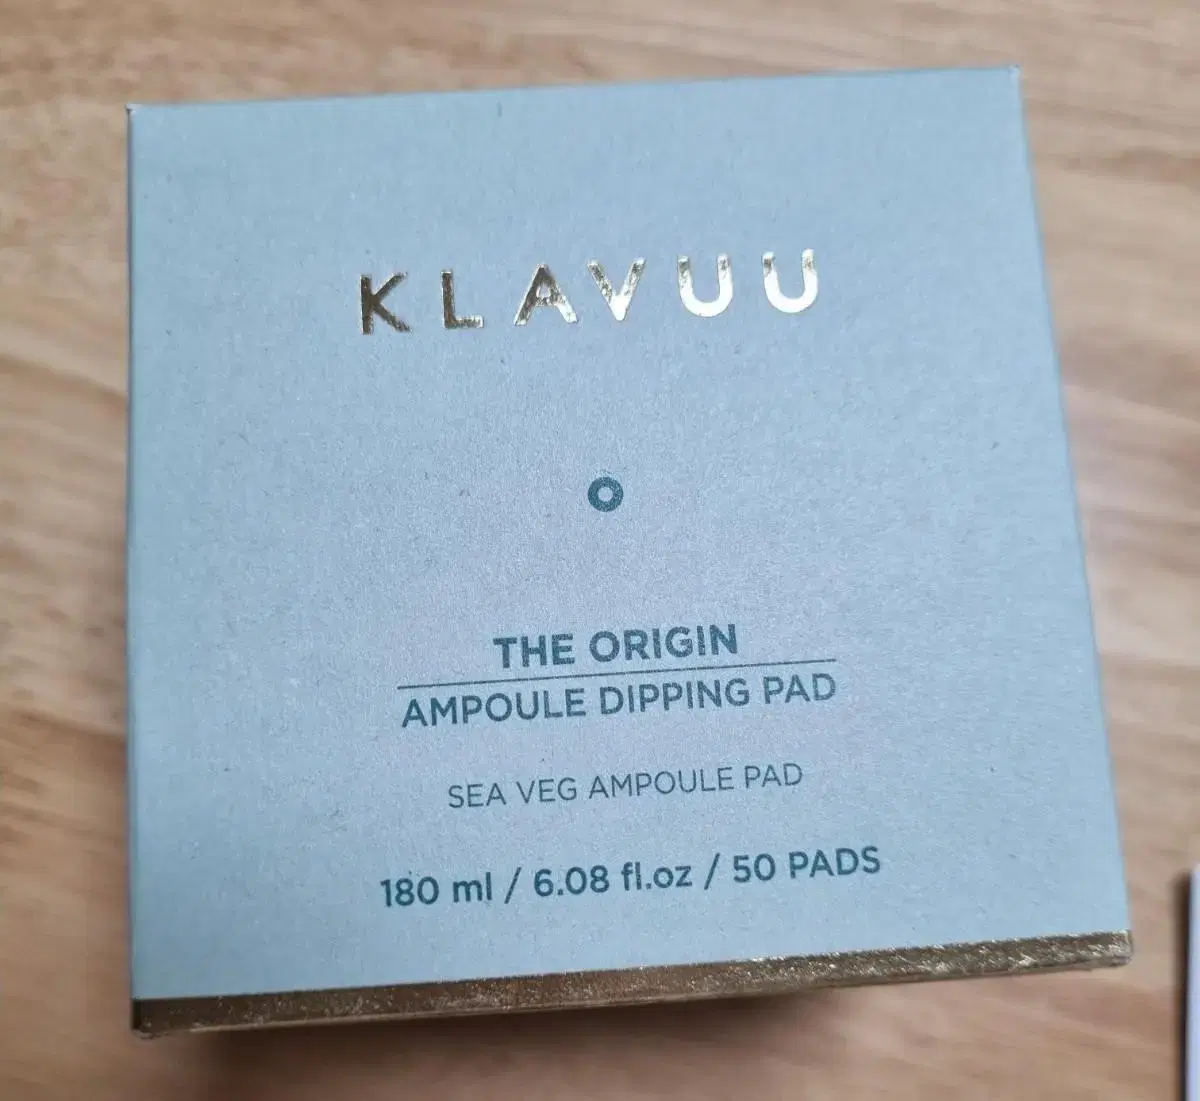 KLAVUU
THE ORIGIN
AMPOULE DIPPING PAD
SEA VEG AMPOULE PAD
180 ml / 6.08 fl.oz / 50 PADS